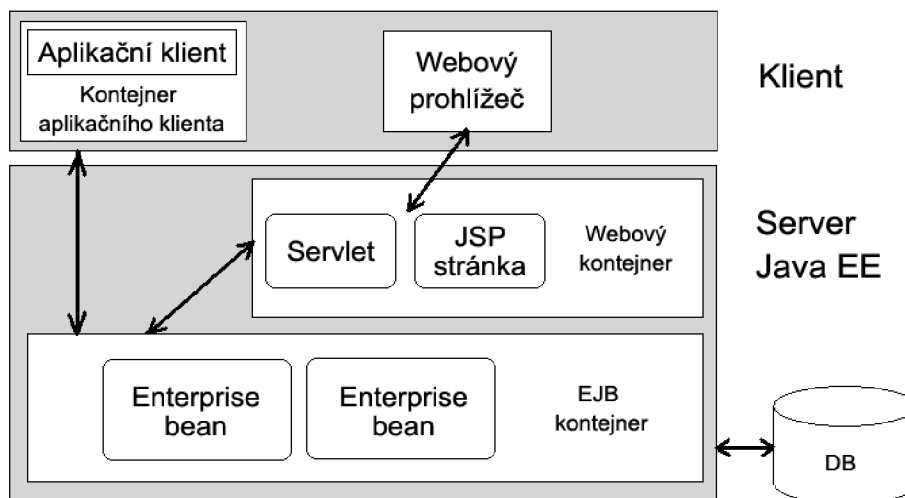 Aplikační klient
Kontejner
aplikačního klienta
Webový
prohlížeč
Klient
Servlet
JSP
stránka
Webový
kontejner
Server
Java EE
Enterprise
bean
Enterprise
bean
EJB
kontejner
DB